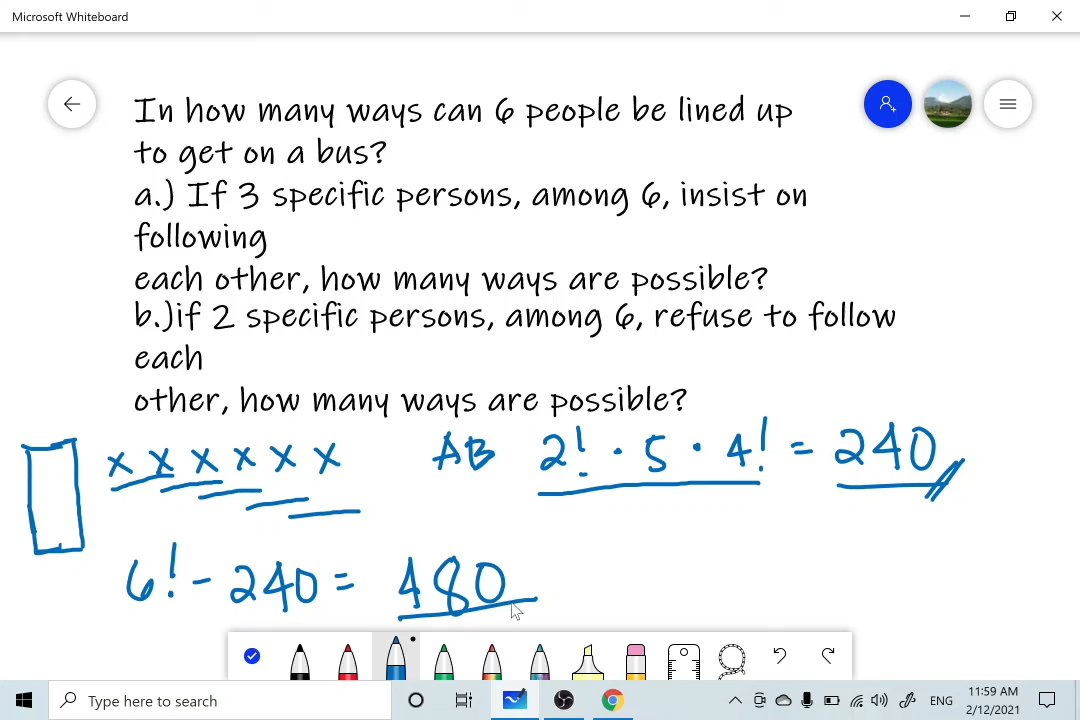 Microsoft Whiteboard
In how many ways can 6 people be lined up
to get on a bus?
a.) If 3 specific persons, among 6, insist on
following
each other, how many ways are possible?
b.)if 2 specific persons, among 6, refuse to follow
each
other, how many ways are possible?
x x x x x x AB 2! · 5 · 4! = 240
6! - 240 = 480
Type here to search
ENG
11:59 AM
2/12/2021